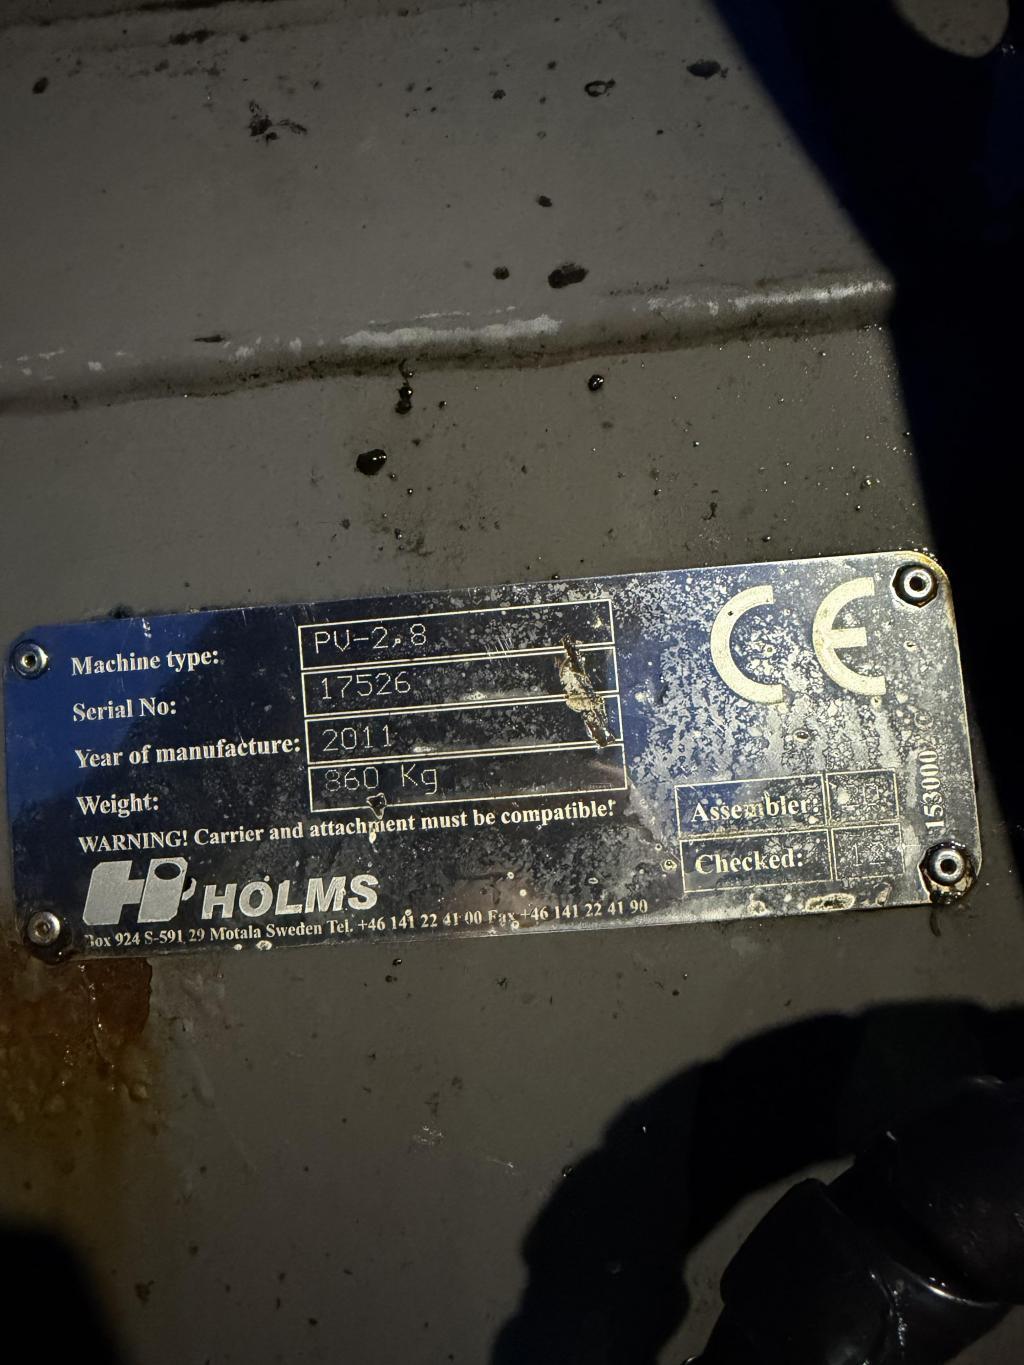 Machine type: PV-2,8
Serial No: 17526
Year of manufacture: 2011
Weight: 860 Kg
WARNING! Carrier and attachment must be compatible!
HOLMS
Box 924 S-591 29 Motala Sweden Tel. +46 141 22 41 00 Fax +46 141 22 41 90
CE
Assembler:
Checked: 12
153000